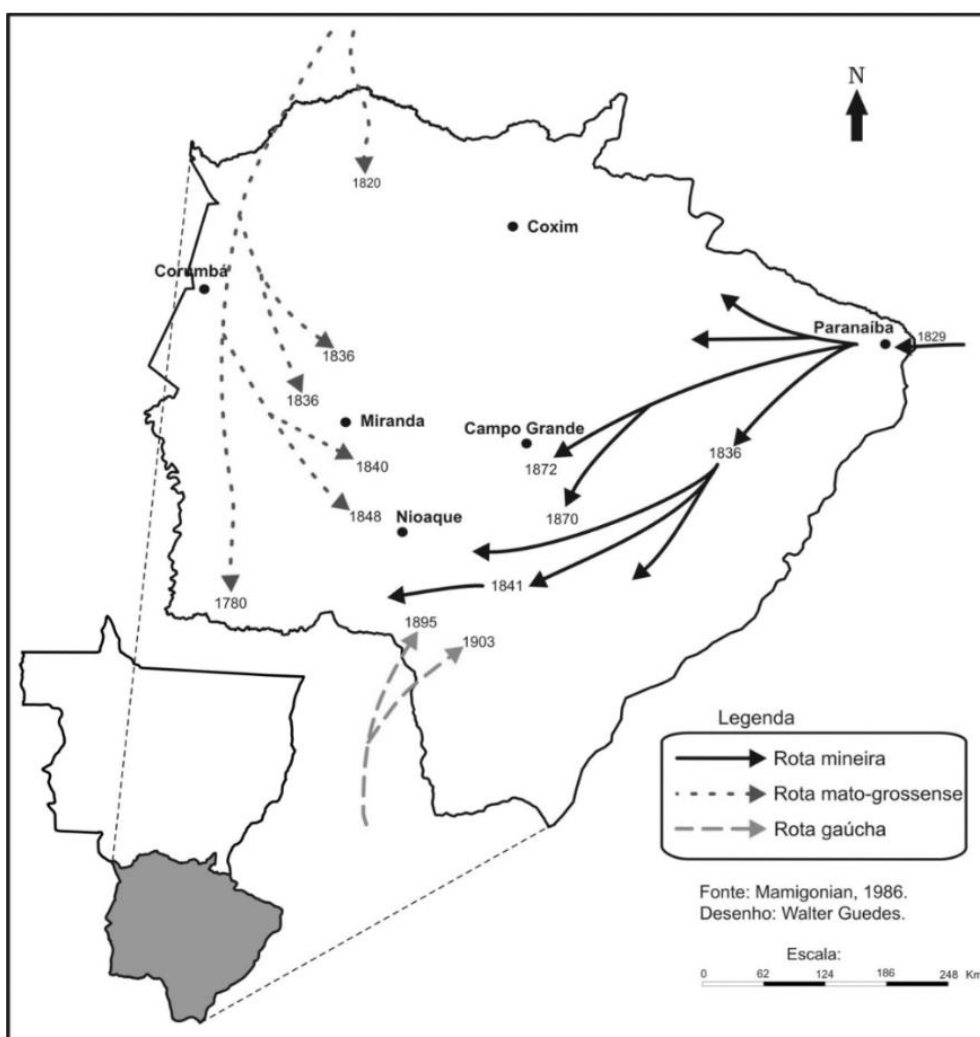 N
1820
Coxim
Corumbá
Paranaíba
1829
1836
1836
Miranda
Campo Grande
1872
1836
1840
1870
1848
Nioaque
1841
1780
1895
1903
Legenda
Rota mineira
Rota mato-grossense
Rota gaúcha
Fonte: Mamigonian, 1986.
Desenho: Walter Guedes.
Escala:
0 62 124 186 248 Km